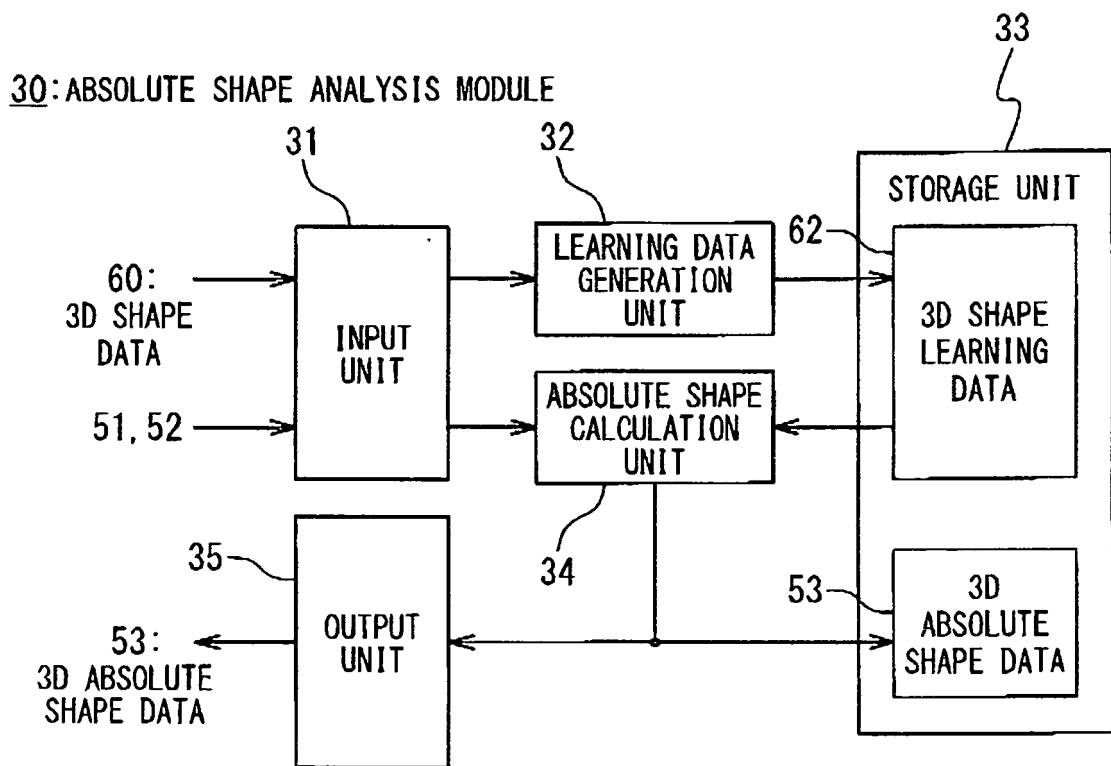 33
30:ABSOLUTE SHAPE ANALYSIS MODULE
31
32
STORAGE UNIT
62
60:
3D SHAPE
DATA
INPUT
UNIT
LEARNING DATA
GENERATION
UNIT
3D SHAPE
LEARNING
DATA
51, 52
ABSOLUTE SHAPE
CALCULATION
UNIT
34
35
53:
3D ABSOLUTE
SHAPE DATA
OUTPUT
UNIT
53
3D
ABSOLUTE
SHAPE DATA